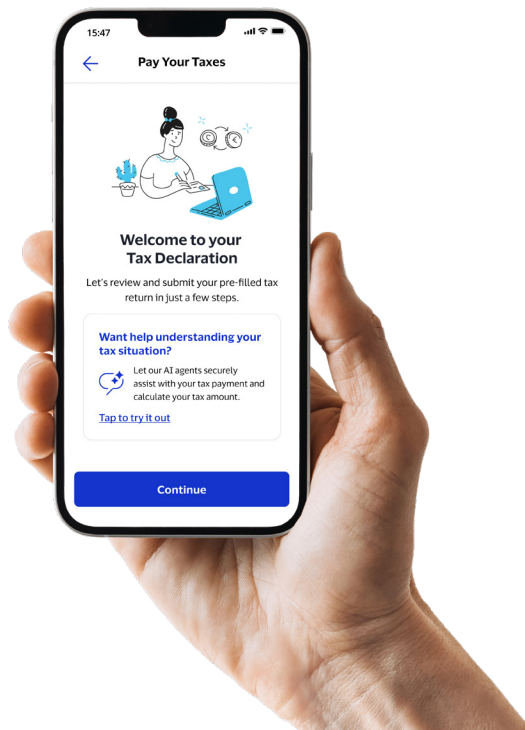 15:47
Pay Your Taxes
Welcome to your
Tax Declaration
Let's review and submit your pre-filled tax
return in just a few steps.
Want help understanding your
tax situation?
Let our AI agents securely
assist with your tax payment and
calculate your tax amount.
Tap to try it out
Continue